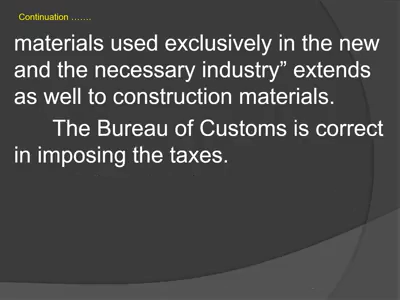 Continuation …….
materials used exclusively in the new
and the necessary industry” extends
as well to construction materials.
The Bureau of Customs is correct
in imposing the taxes.